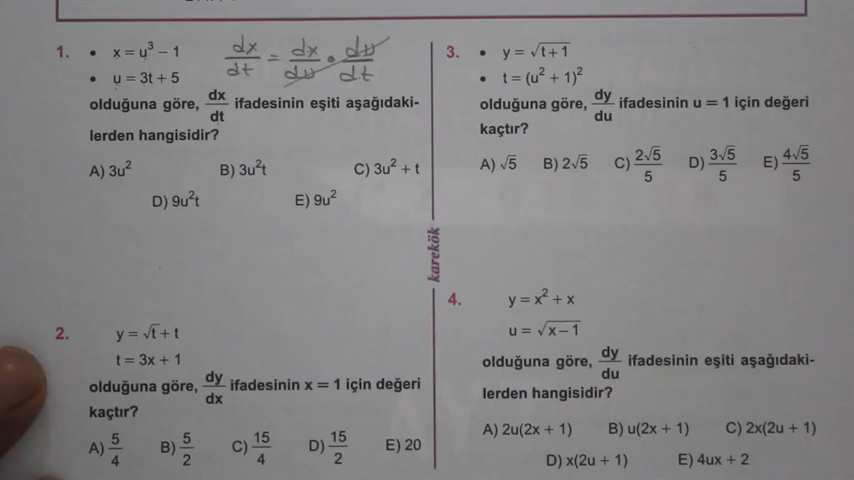 1. • x = u³ − 1
• u = 3t + 5
dx/dt = dx/du • du/dt
olduğuna göre, dx/dt ifadesinin eşiti aşağıdaki-
lerden hangisidir?
A) 3u² B) 3u²t C) 3u² + t
D) 9u²t E) 9u²
2. y = √t + t
t = 3x + 1
olduğuna göre, dy/dx ifadesinin x = 1 için değeri
kaçtır?
A) 5/4 B) 5/2 C) 15/4 D) 15/2 E) 20
karekök
3. • y = √(t + 1)
• t = (u² + 1)²
olduğuna göre, dy/du ifadesinin u = 1 için değeri
kaçtır?
A) √5 B) 2√5 C) 2√5/5 D) 3√5/5 E) 4√5/5
4. y = x² + x
u = √(x − 1)
olduğuna göre, dy/du ifadesinin eşiti aşağıdaki-
lerden hangisidir?
A) 2u(2x + 1) B) u(2x + 1) C) 2x(2u + 1)
D) x(2u + 1) E) 4ux + 2